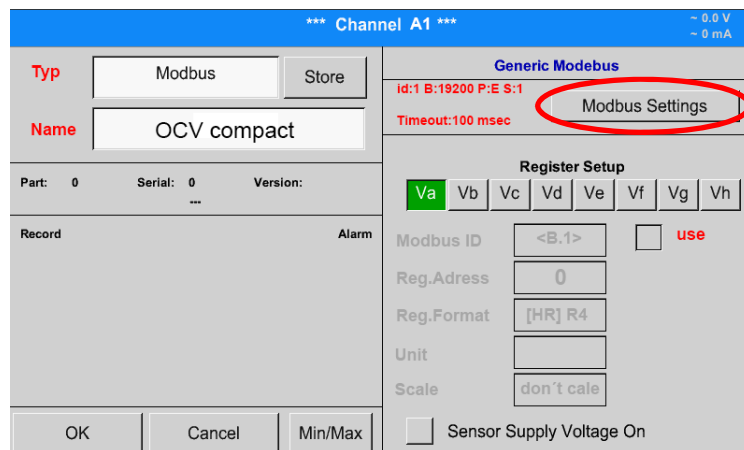 *** Channel A1 ***
~ 0.0 V
~ 0 mA
Typ
Modbus
Store
Name
OCV compact
Part: 0 Serial: 0 Version:
---
Record
Alarm
OK
Cancel
Min/Max
Generic Modebus
id:1 B:19200 P:E S:1
Timeout:100 msec
Modbus Settings
Register Setup
Va Vb Vc Vd Ve Vf Vg Vh
Modbus ID
<B.1>
use
Reg.Adress
0
Reg.Format
[HR] R4
Unit
Scale
don´t cale
Sensor Supply Voltage On